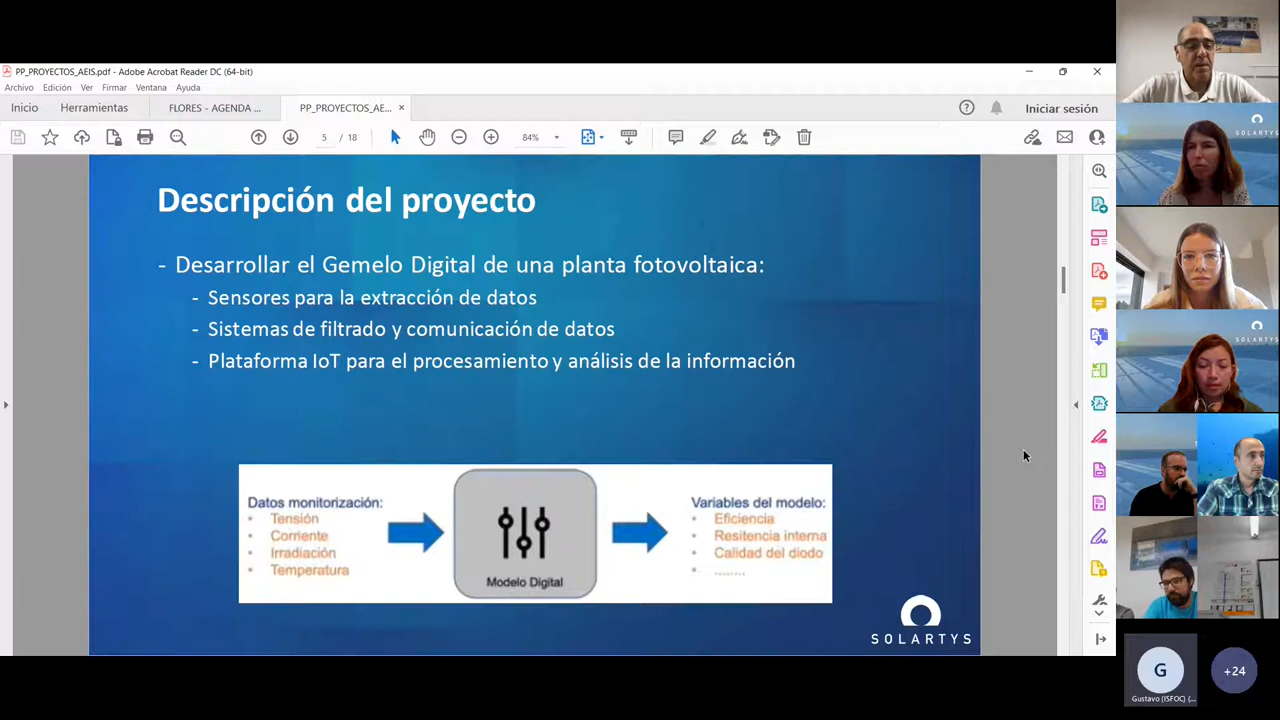 PP_PROYECTOS_AEIS.pdf - Adobe Acrobat Reader DC (64-bit)
Archivo Edición Ver Firmar Ventana Ayuda
Inicio Herramientas FLORES - AGENDA ... PP_PROYECTOS_AE... × Iniciar sesión
5 / 18 84%
Descripción del proyecto
- Desarrollar el Gemelo Digital de una planta fotovoltaica:
- Sensores para la extracción de datos
- Sistemas de filtrado y comunicación de datos
- Plataforma IoT para el procesamiento y análisis de la información
Datos monitorización:
• Tensión
• Corriente
• Irradiación
• Temperatura
Modelo Digital
Variables del modelo:
• Eficiencia
• Resitencia interna
• Calidad del diodo
• ........
SOLARTYS
SOLARTYS
SOLARTYS
G
Gustavo (ISFOC) (...
+24